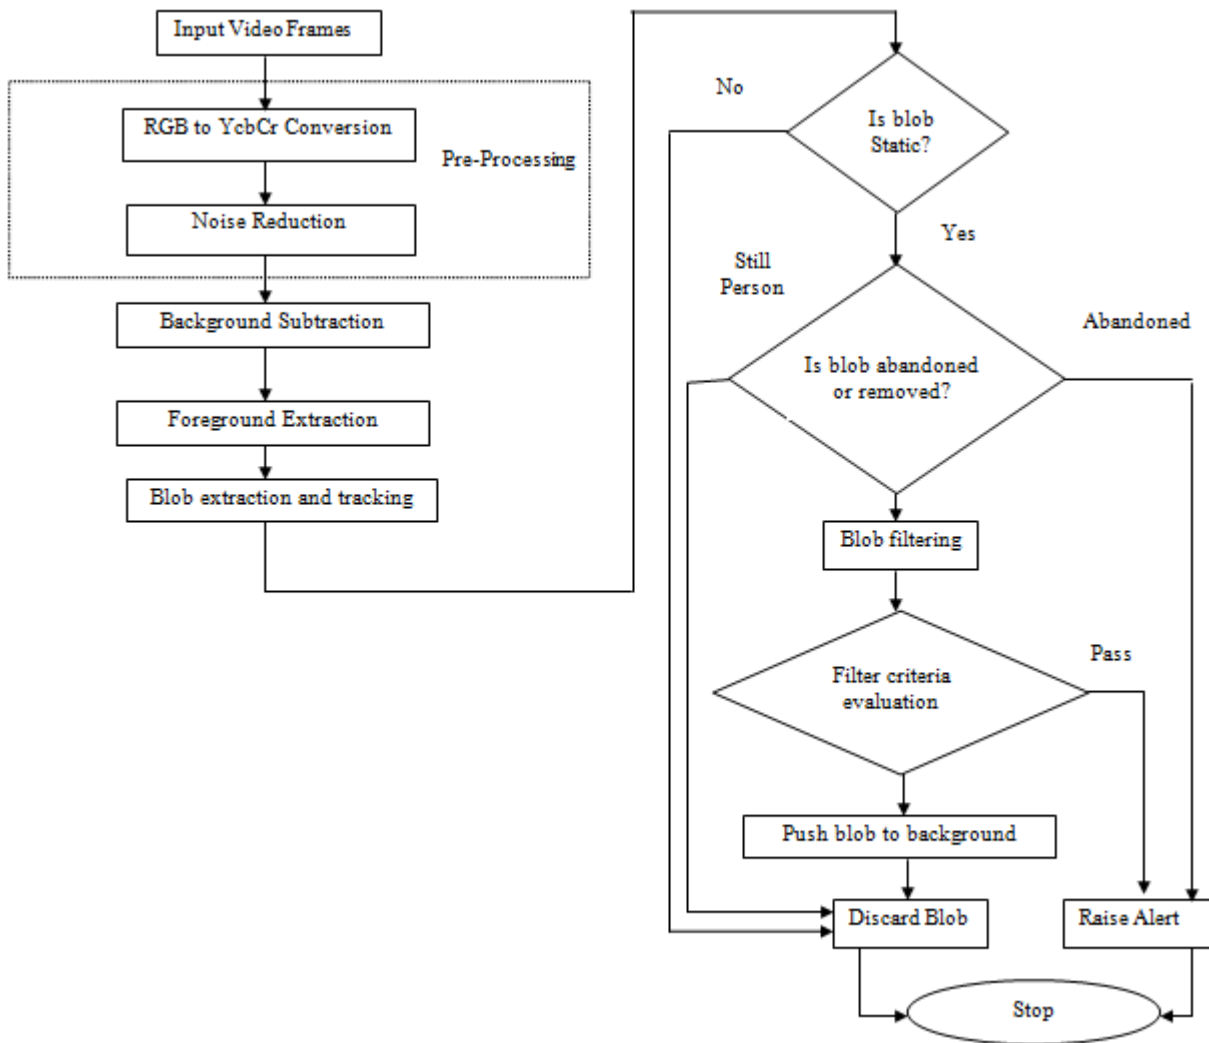 Input Video Frames
RGB to YcbCr Conversion
Pre-Processing
Noise Reduction
Background Subtraction
Foreground Extraction
Blob extraction and tracking
No
Is blob
Static?
Yes
Still
Person
Abandoned
Is blob abandoned
or removed?
Blob filtering
Pass
Filter criteria
evaluation
Push blob to background
Discard Blob
Raise Alert
Stop